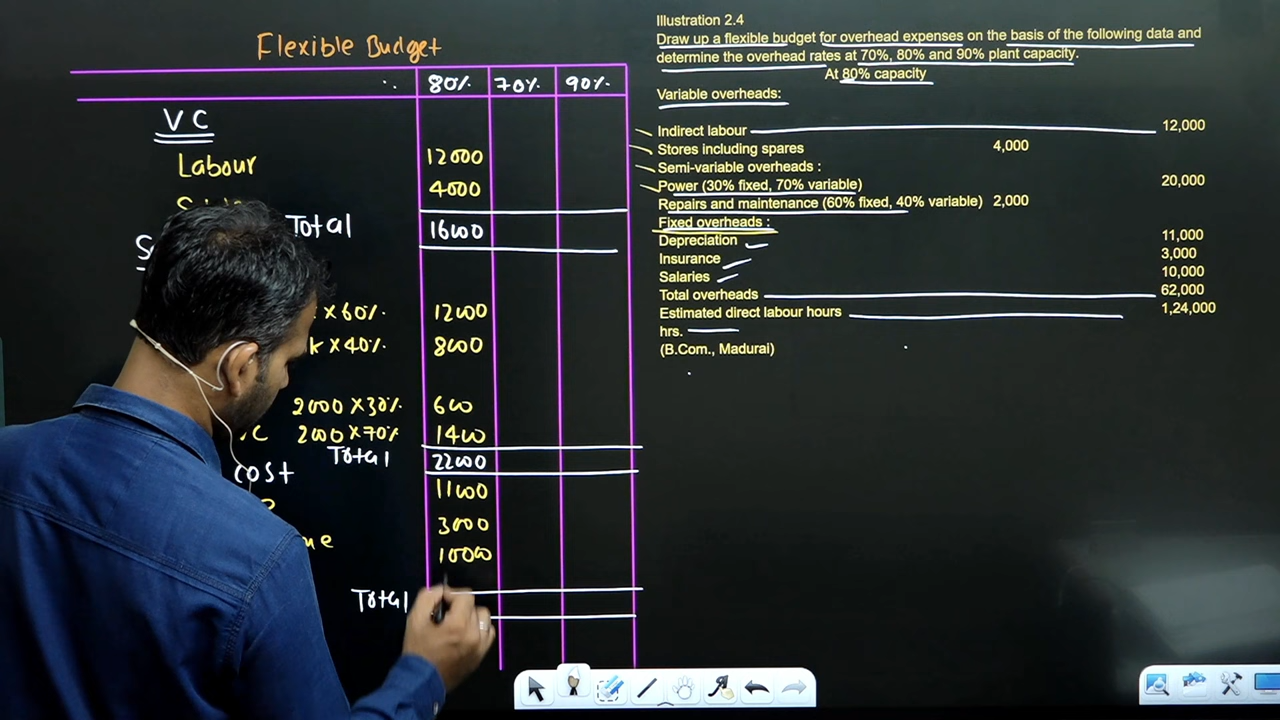 Flexible Budget
80% 70% 90%
VC
Labour 12000
4000
Total 16000
X 60% 12000
k X 40% 8000
2000 X 30% 600
C 2000 X 70% 1400
Total 22000
cost
11000
3000
10000
Total
Illustration 2.4
Draw up a flexible budget for overhead expenses on the basis of the following data and
determine the overhead rates at 70%, 80% and 90% plant capacity.
At 80% capacity
Variable overheads:
Indirect labour 12,000
Stores including spares 4,000
Semi-variable overheads :
Power (30% fixed, 70% variable) 20,000
Repairs and maintenance (60% fixed, 40% variable) 2,000
Fixed overheads :
Depreciation 11,000
Insurance 3,000
Salaries 10,000
Total overheads 62,000
Estimated direct labour hours 1,24,000
hrs.
(B.Com., Madurai)